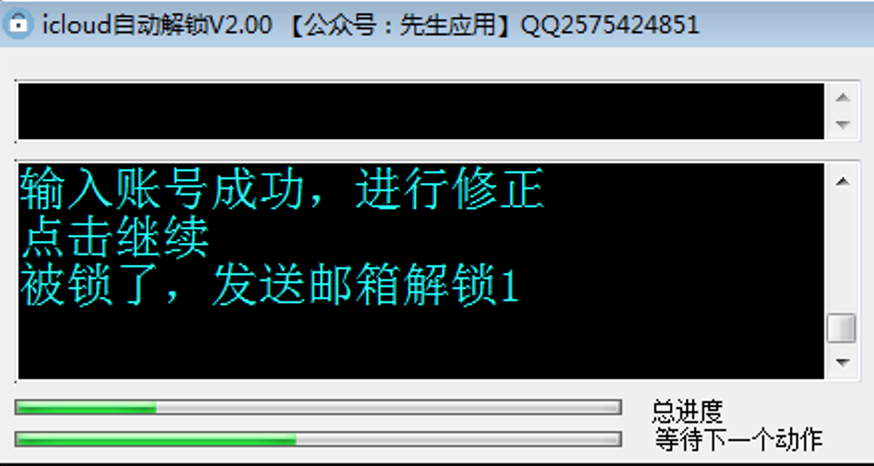 icloud自动解锁V2.00 【公众号：先生应用】QQ2575424851
输入账号成功，进行修正
点击继续
被锁了，发送邮箱解锁1
总进度
等待下一个动作